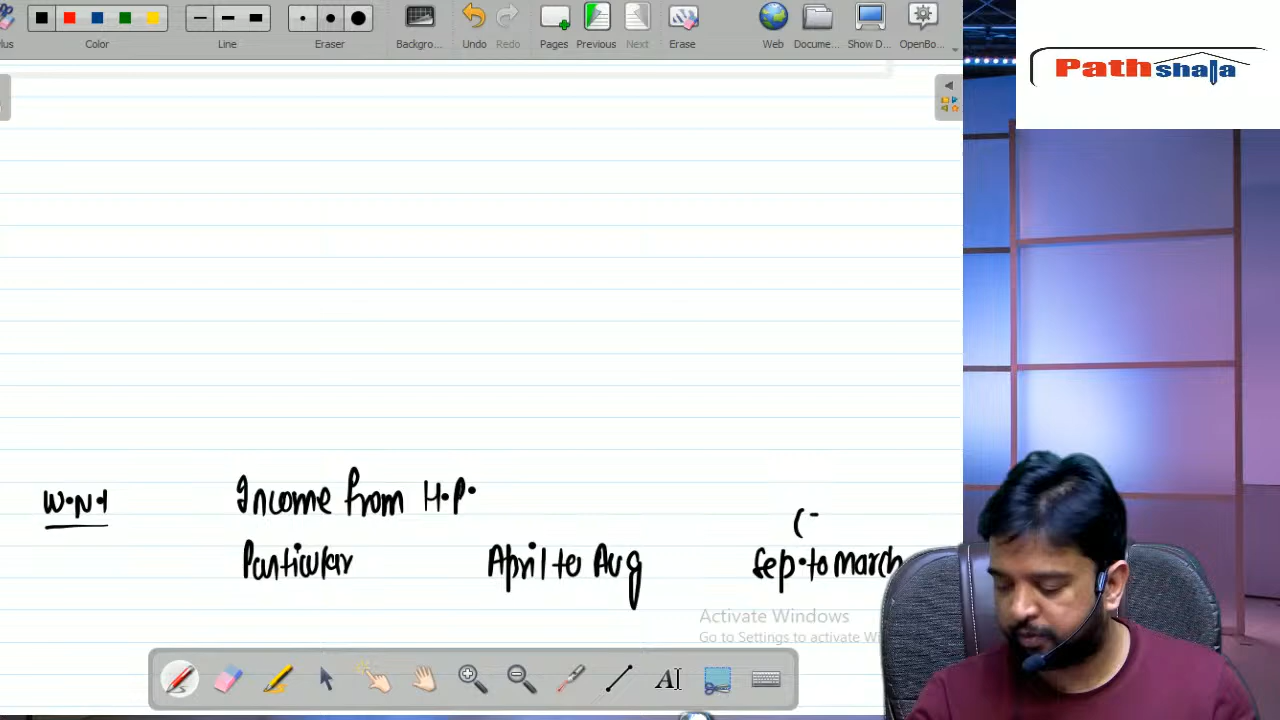 Color
Line
Eraser
Backgro...
Undo
Redo
Pages
Previous
Next
Erase
Web
Docume...
Show D...
OpenBo...
Pathshala
W.N.1
Income from H.P.
Particular
April to Aug
Sep. to march
Activate Windows
Go to Settings to activate Wi
AI